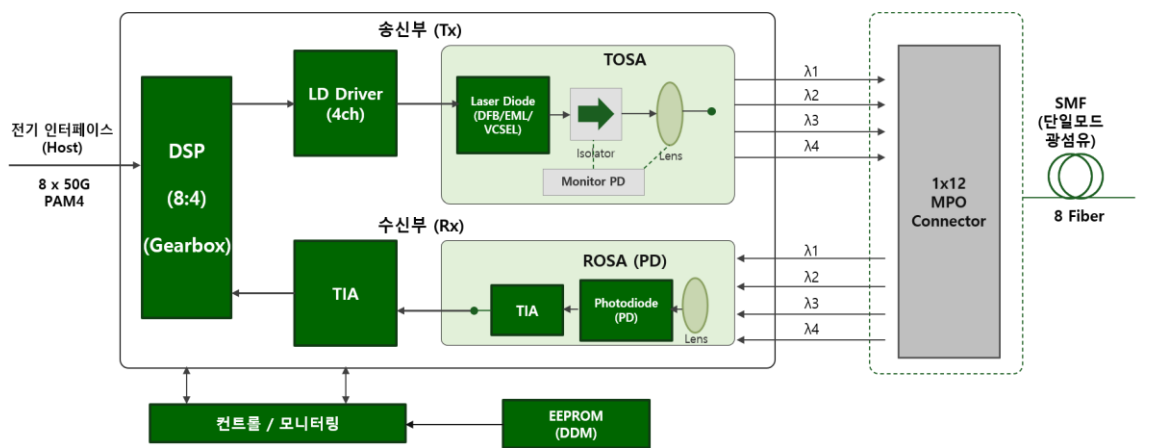 송신부 (Tx)
TOSA
LD Driver
(4ch)
Laser Diode
(DFB/EML/
VCSEL)
Isolator
Lens
Monitor PD
λ1
λ2
λ3
λ4
전기 인터페이스
(Host)
8 x 50G
PAM4
DSP
(8:4)
(Gearbox)
1x12
MPO
Connector
SMF
(단일모드
광섬유)
8 Fiber
수신부 (Rx)
ROSA (PD)
TIA
TIA
Photodiode
(PD)
Lens
λ1
λ2
λ3
λ4
컨트롤 / 모니터링
EEPROM
(DDM)